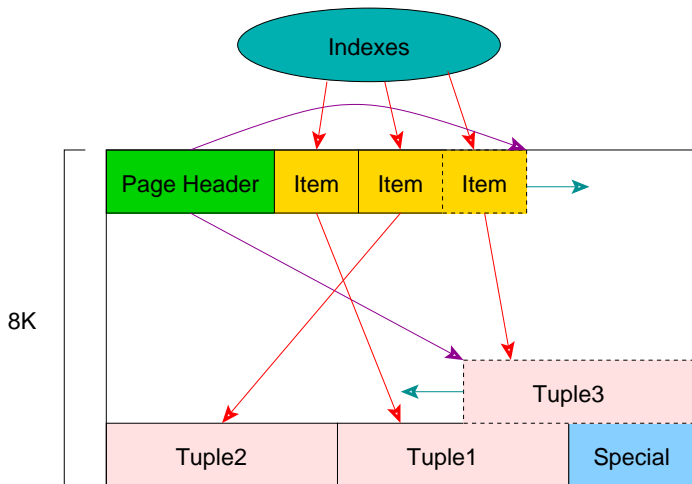 Indexes
Page Header Item Item Item
8K
Tuple3
Tuple2 Tuple1 Special